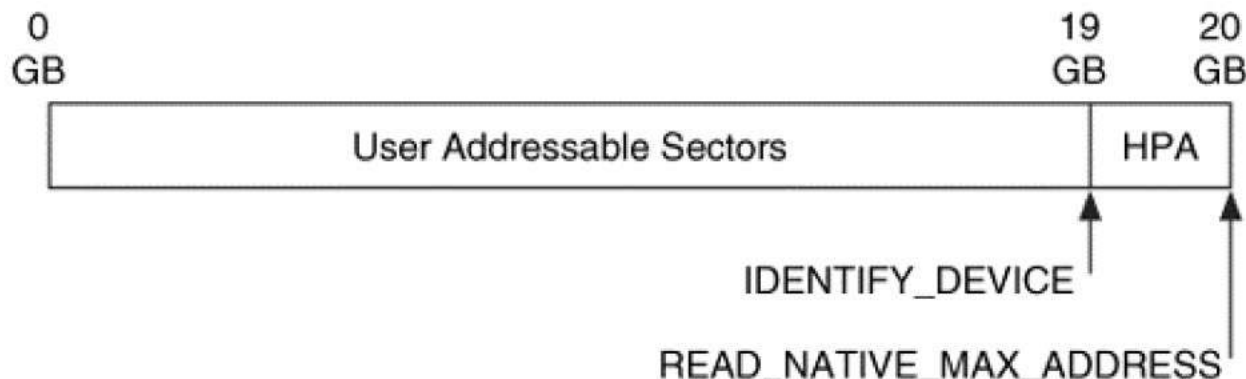 0
GB
19
GB
20
GB
User Addressable Sectors
HPA
IDENTIFY_DEVICE
READ_NATIVE_MAX_ADDRESS